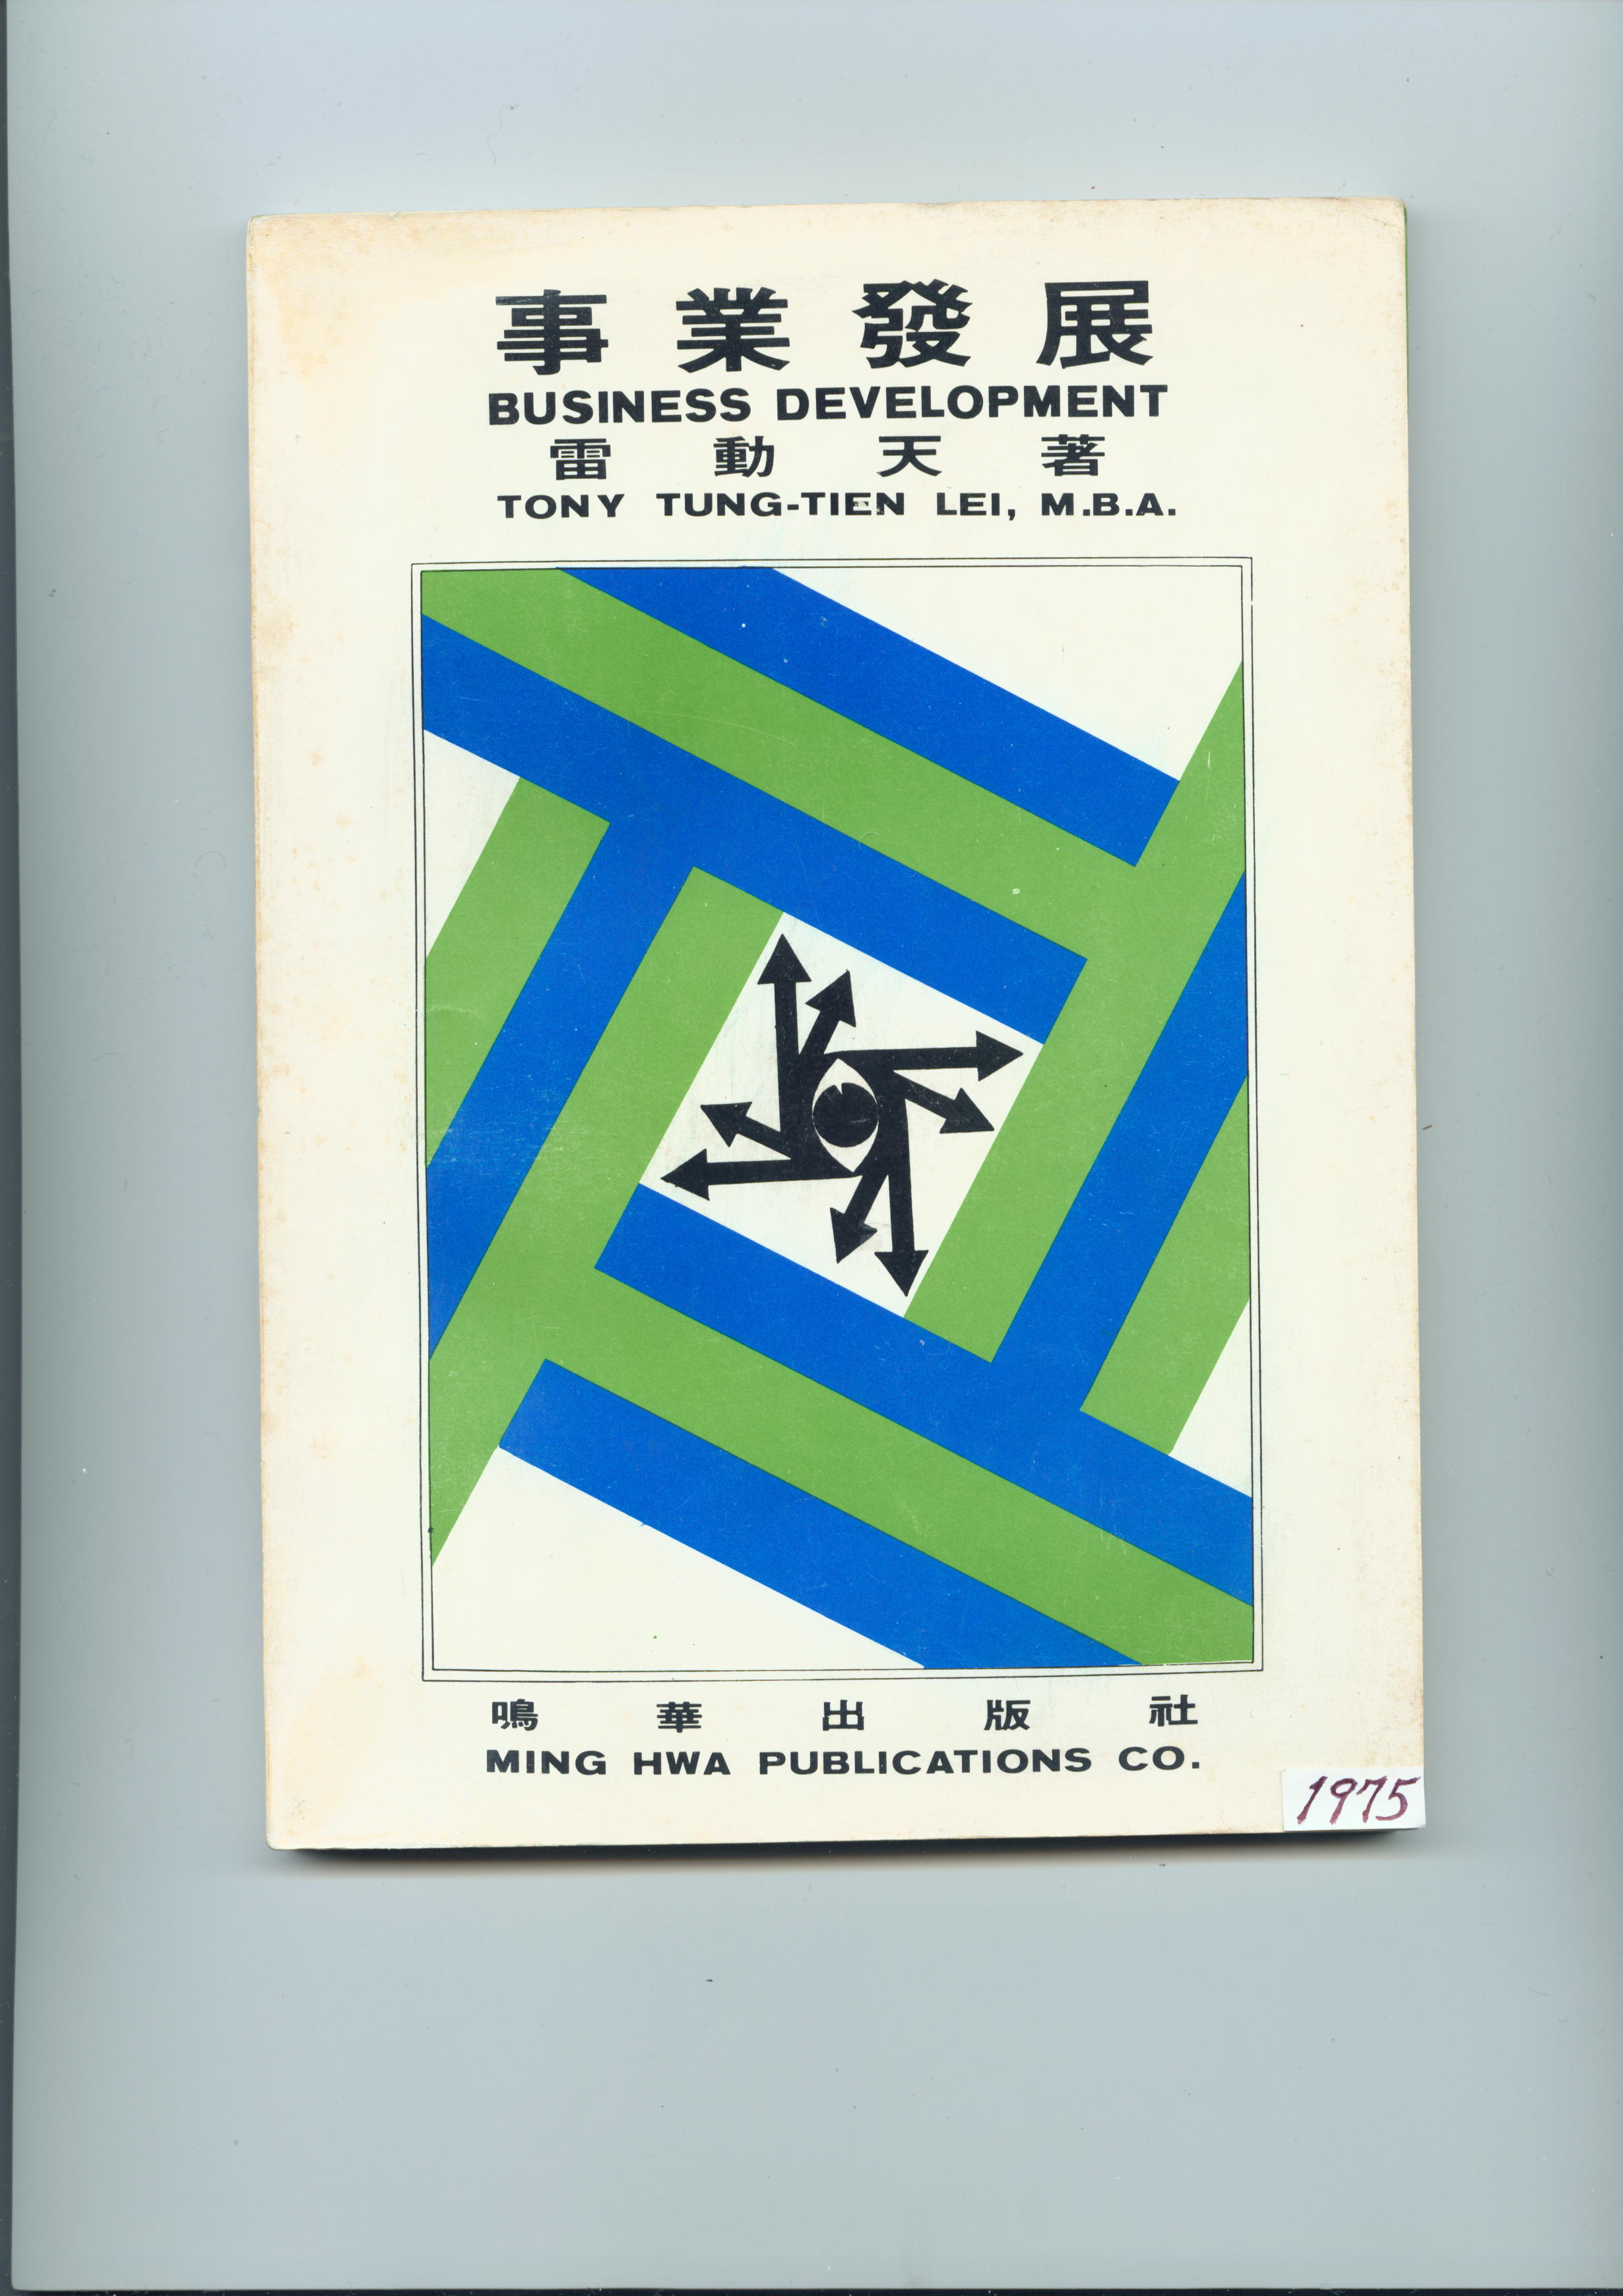 事業發展
BUSINESS DEVELOPMENT
雷動天著
TONY TUNG-TIEN LEI, M.B.A.
鳴華出版社
MING HWA PUBLICATIONS CO.
1975